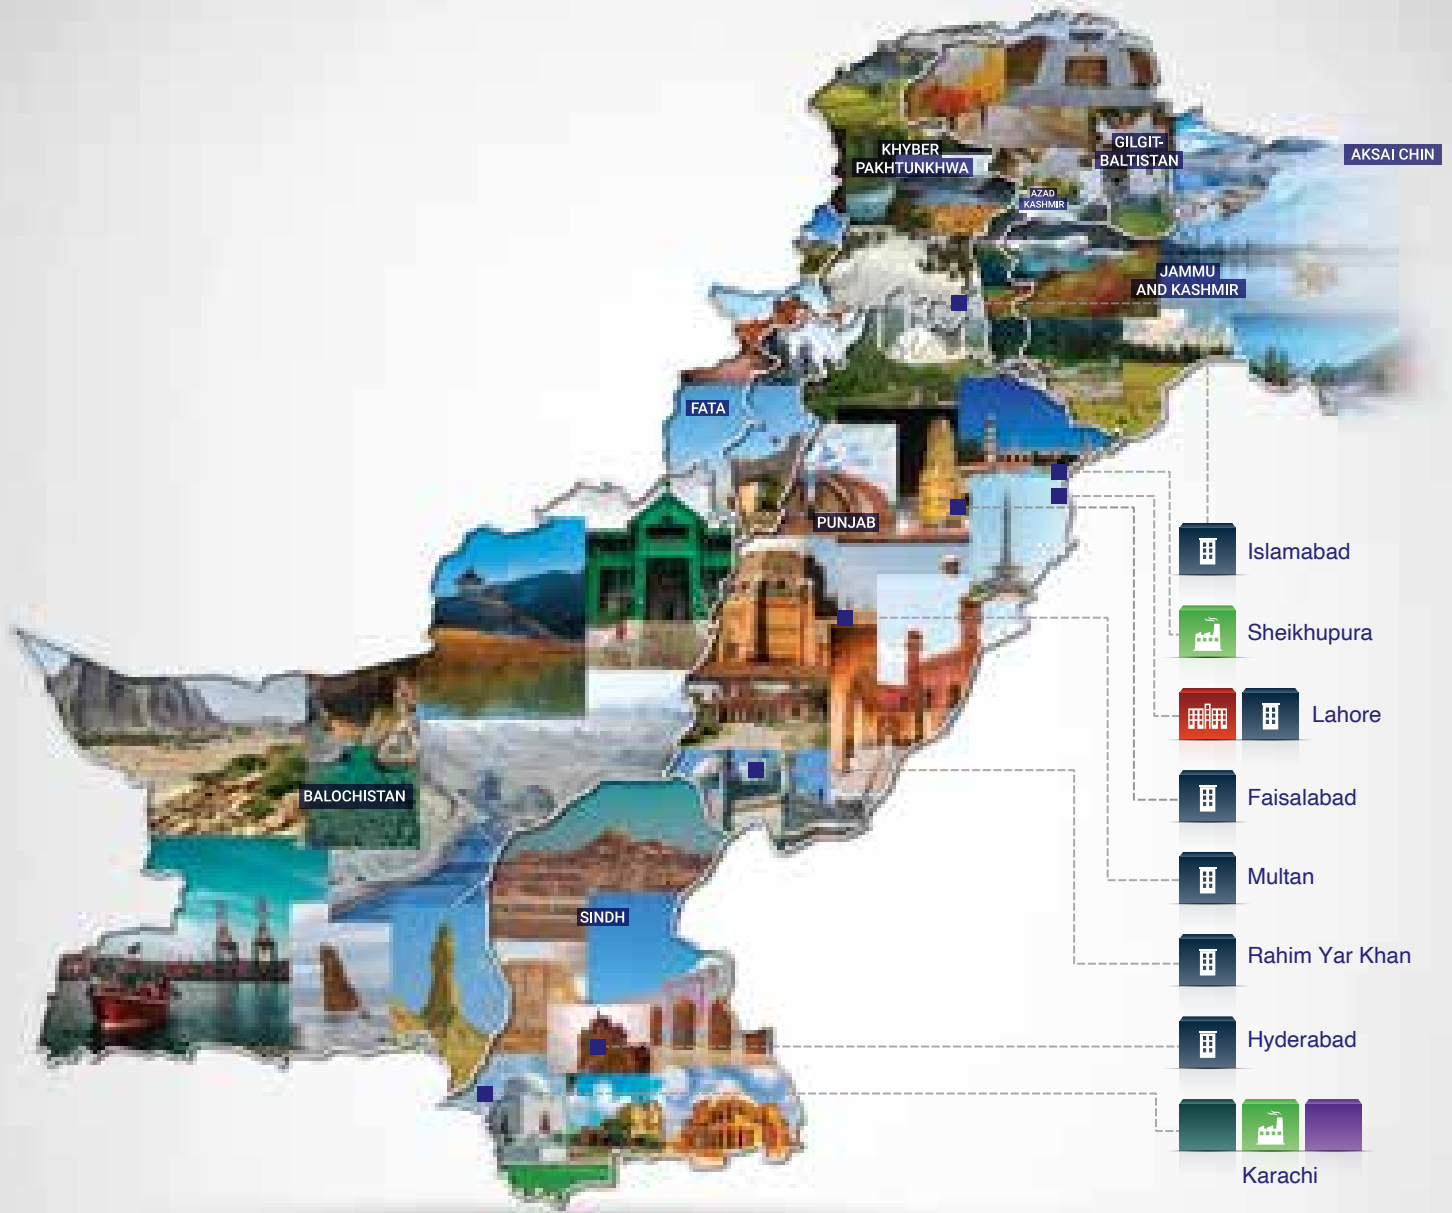 KHYBER
PAKHTUNKHWA
GILGIT-
BALTISTAN
AKSAI CHIN
AZAD
KASHMIR
JAMMU
AND KASHMIR
FATA
PUNJAB
BALOCHISTAN
SINDH
Islamabad
Sheikhupura
Lahore
Faisalabad
Multan
Rahim Yar Khan
Hyderabad
Karachi